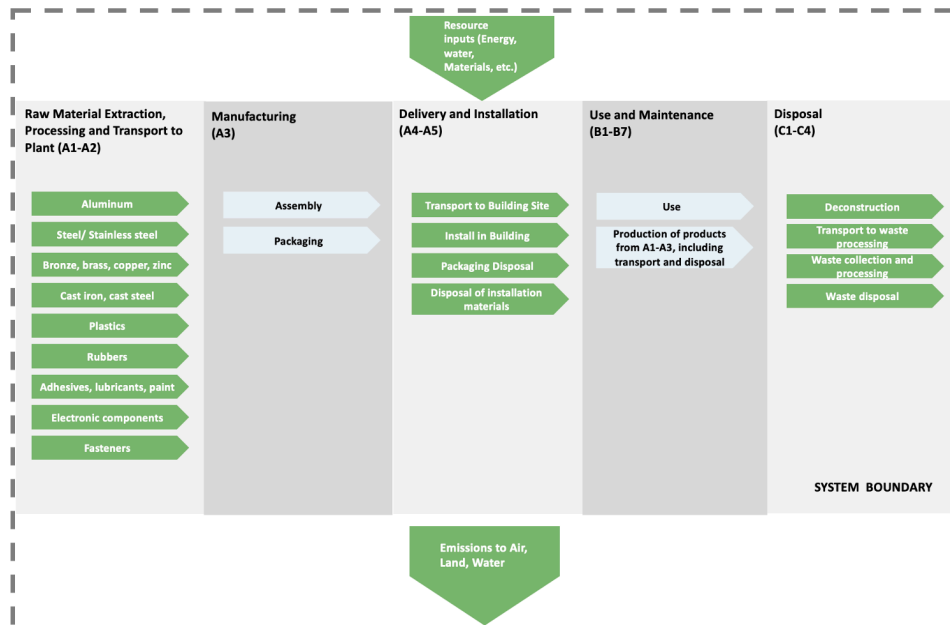 Resource
inputs (Energy,
water,
Materials, etc.)
Raw Material Extraction,
Processing and Transport to
Plant (A1-A2)
Aluminum
Steel/ Stainless steel
Bronze, brass, copper, zinc
Cast iron, cast steel
Plastics
Rubbers
Adhesives, lubricants, paint
Electronic components
Fasteners
Manufacturing
(A3)
Assembly
Packaging
Delivery and Installation
(A4-A5)
Transport to Building Site
Install in Building
Packaging Disposal
Disposal of installation
materials
Use and Maintenance
(B1-B7)
Use
Production of products
from A1-A3, including
transport and disposal
Disposal
(C1-C4)
Deconstruction
Transport to waste
processing
Waste collection and
processing
Waste disposal
SYSTEM BOUNDARY
Emissions to Air,
Land, Water